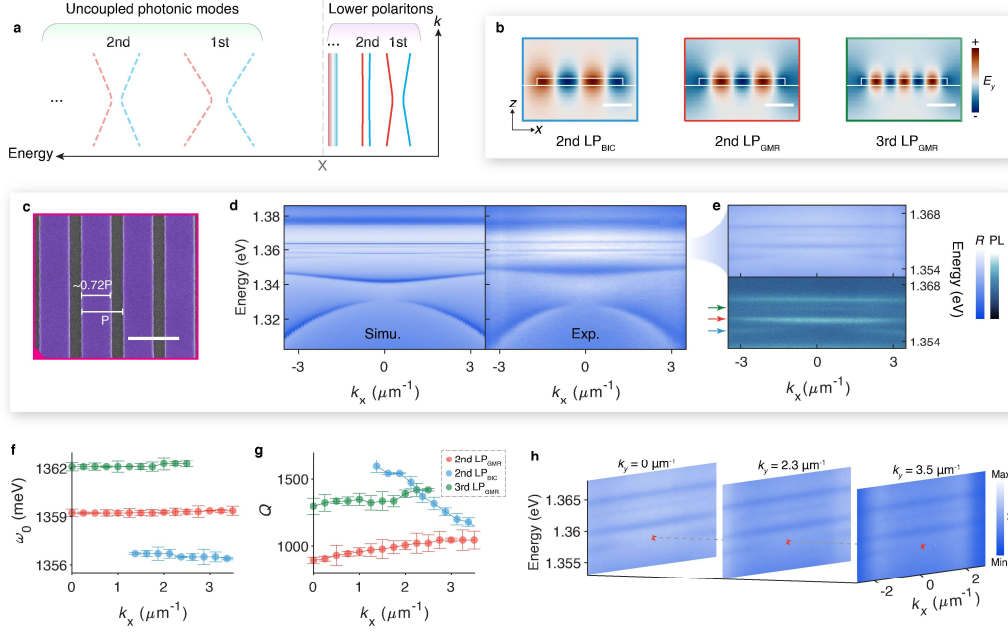 a
Uncoupled photonic modes
Lower polaritons
k
2nd
1st
...
2nd
1st
...
Energy
X
b
+
E_y
-
z
x
2nd LP_BIC
2nd LP_GMR
3rd LP_GMR
c
~0.72P
P
d
Energy (eV)
1.38
1.36
1.34
1.32
Simu.
Exp.
-3
0
3
-3
0
3
k_x (μm⁻¹)
k_x (μm⁻¹)
e
1.368
1.354
1.368
1.354
Energy (eV)
R
PL
-3
0
3
k_x (μm⁻¹)
f
ω_0 (meV)
1362
1359
1356
0
1
2
3
k_x (μm⁻¹)
g
Q
1500
1000
2nd LP_GMR
2nd LP_BIC
3rd LP_GMR
0
1
2
3
k_x (μm⁻¹)
h
k_y = 0 μm⁻¹
k_y = 2.3 μm⁻¹
k_y = 3.5 μm⁻¹
Max
Min
Energy (eV)
1.365
1.36
1.355
-2
0
2
k_x (μm⁻¹)